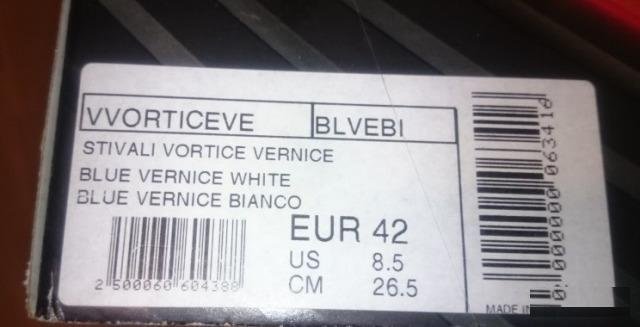 VVORTICEVE BLVEBI
STIVALI VORTICE VERNICE
BLUE VERNICE WHITE
BLUE VERNICE BIANCO
EUR 42
US 8.5
CM 26.5
2 500060 604388
MADE IN